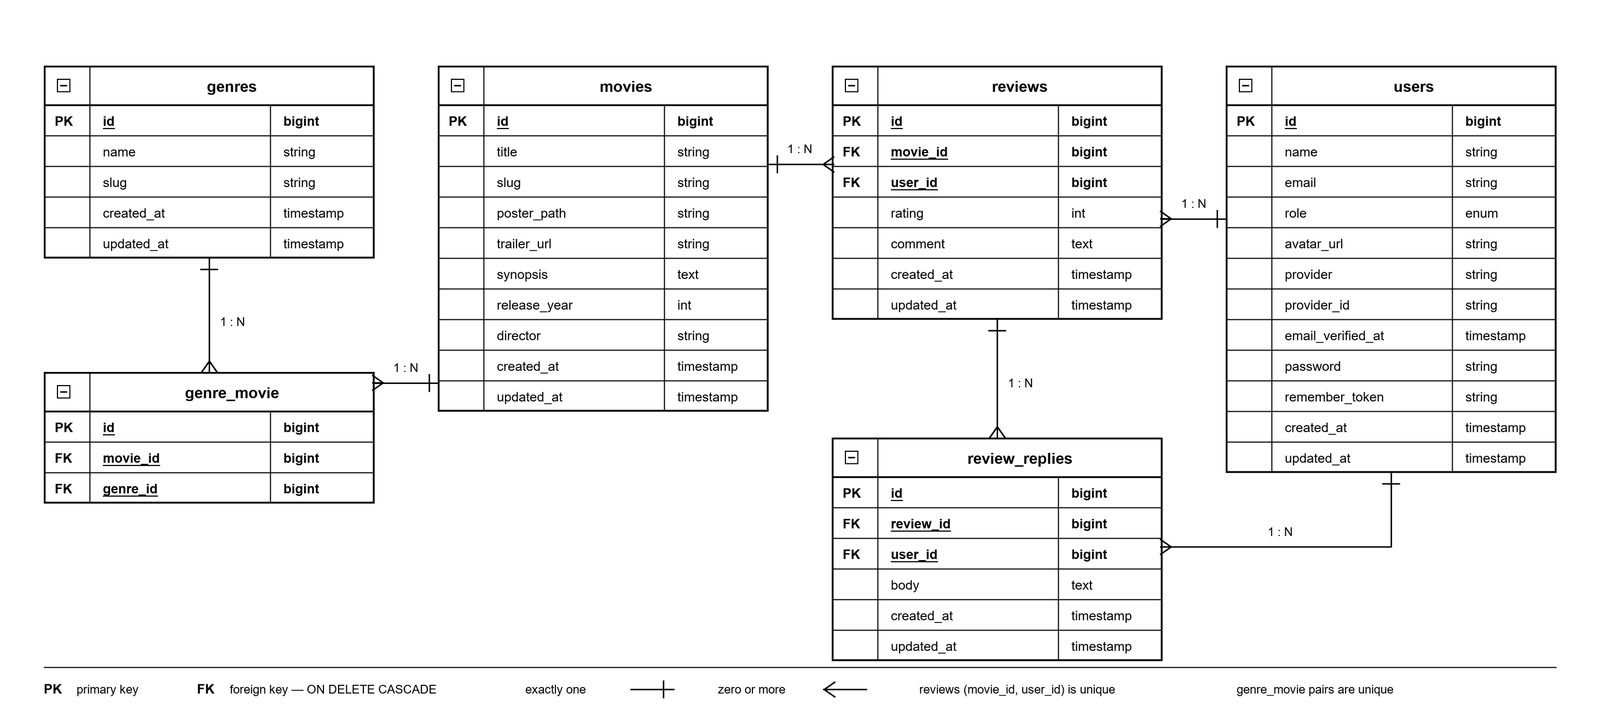 genres
PK id bigint
name string
slug string
created_at timestamp
updated_at timestamp
1 : N
genre_movie
PK id bigint
FK movie_id bigint
FK genre_id bigint
1 : N
movies
PK id bigint
title string
slug string
poster_path string
trailer_url string
synopsis text
release_year int
director string
created_at timestamp
updated_at timestamp
1 : N
reviews
PK id bigint
FK movie_id bigint
FK user_id bigint
rating int
comment text
created_at timestamp
updated_at timestamp
1 : N
1 : N
review_replies
PK id bigint
FK review_id bigint
FK user_id bigint
body text
created_at timestamp
updated_at timestamp
users
PK id bigint
name string
email string
role enum
avatar_url string
provider string
provider_id string
email_verified_at timestamp
password string
remember_token string
created_at timestamp
updated_at timestamp
1 : N
PK primary key FK foreign key — ON DELETE CASCADE exactly one zero or more reviews (movie_id, user_id) is unique genre_movie pairs are unique